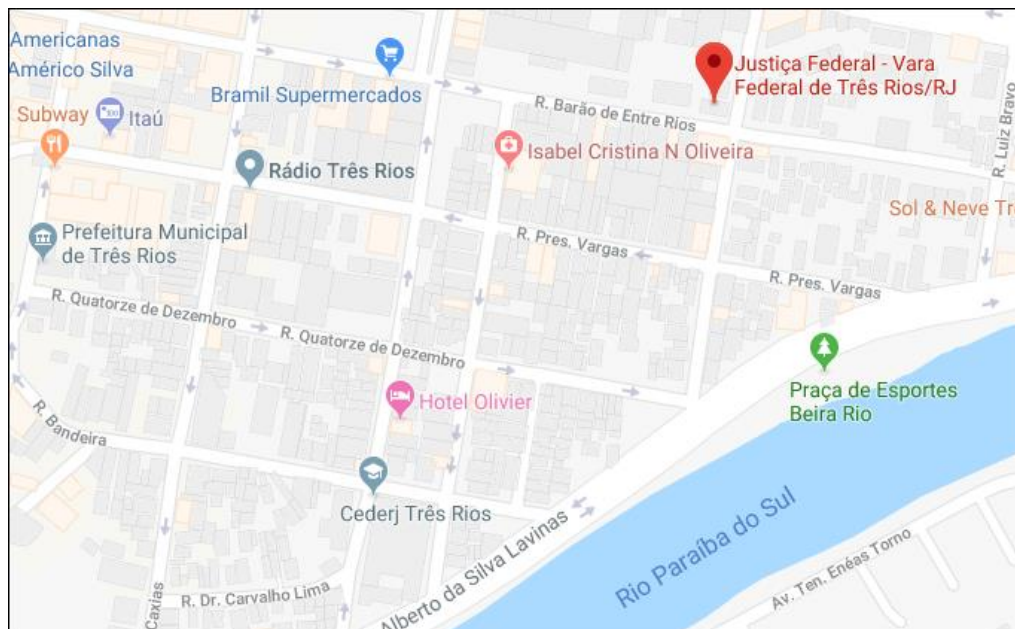 Americanas
Américo Silva
Subway
Itaú
Bramil Supermercados
Justiça Federal - Vara
Federal de Três Rios/RJ
R. Barão de Entre Rios
R. Luiz Bravo
Isabel Cristina N Oliveira
Rádio Três Rios
Sol & Neve Tr
Prefeitura Municipal
de Três Rios
R. Pres. Vargas
R. Pres. Vargas
R. Quatorze de Dezembro
R. Quatorze de Dezembro
Praça de Esportes
Beira Rio
Hotel Olivier
R. Bandeira
Cederj Três Rios
Alberto da Silva Lavinas
Rio Paraíba do Sul
Av. Ten. Enéas Torno
R. Dr. Carvalho Lima
Caxias